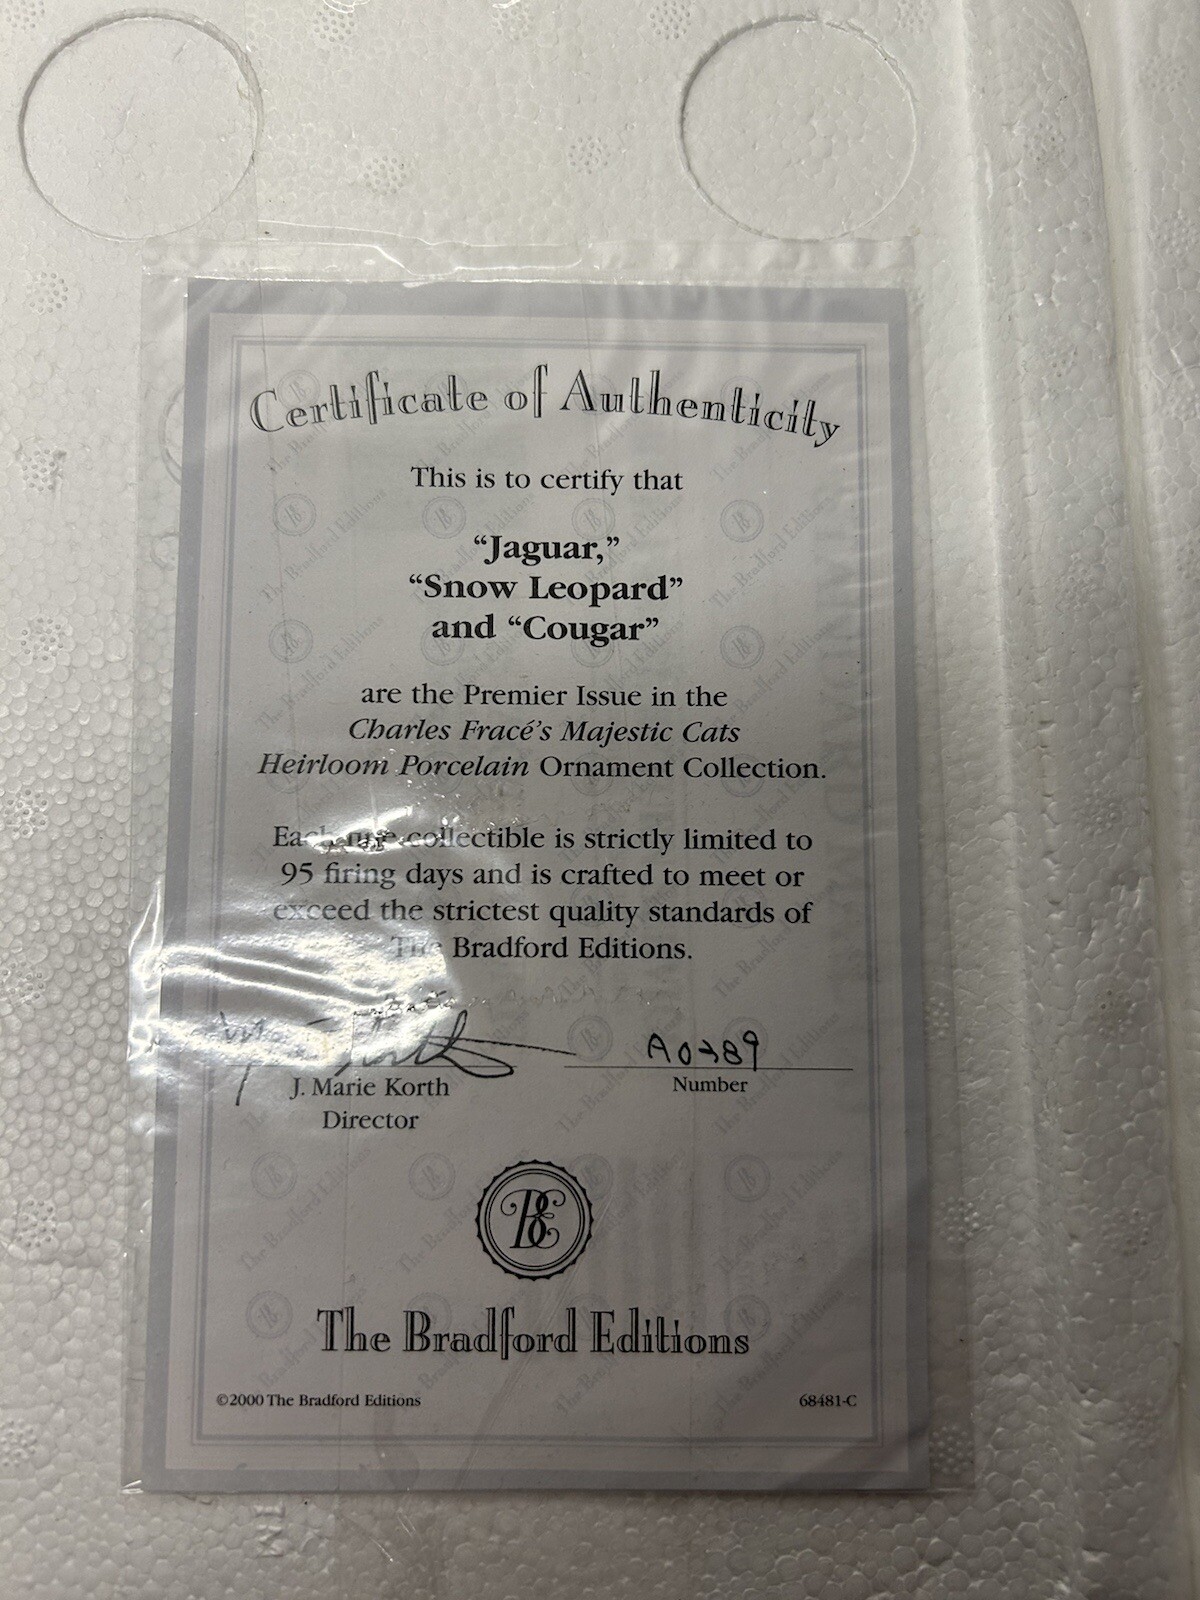 Certificate of Authenticity
This is to certify that
“Jaguar,”
“Snow Leopard”
and “Cougar”
are the Premier Issue in the
Charles Fracé’s Majestic Cats
Heirloom Porcelain Ornament Collection.
Each fine collectible is strictly limited to
95 firing days and is crafted to meet or
exceed the strictest quality standards of
The Bradford Editions.
J. Marie Korth
Director
Number
BE
The Bradford Editions
©2000 The Bradford Editions
68481-C